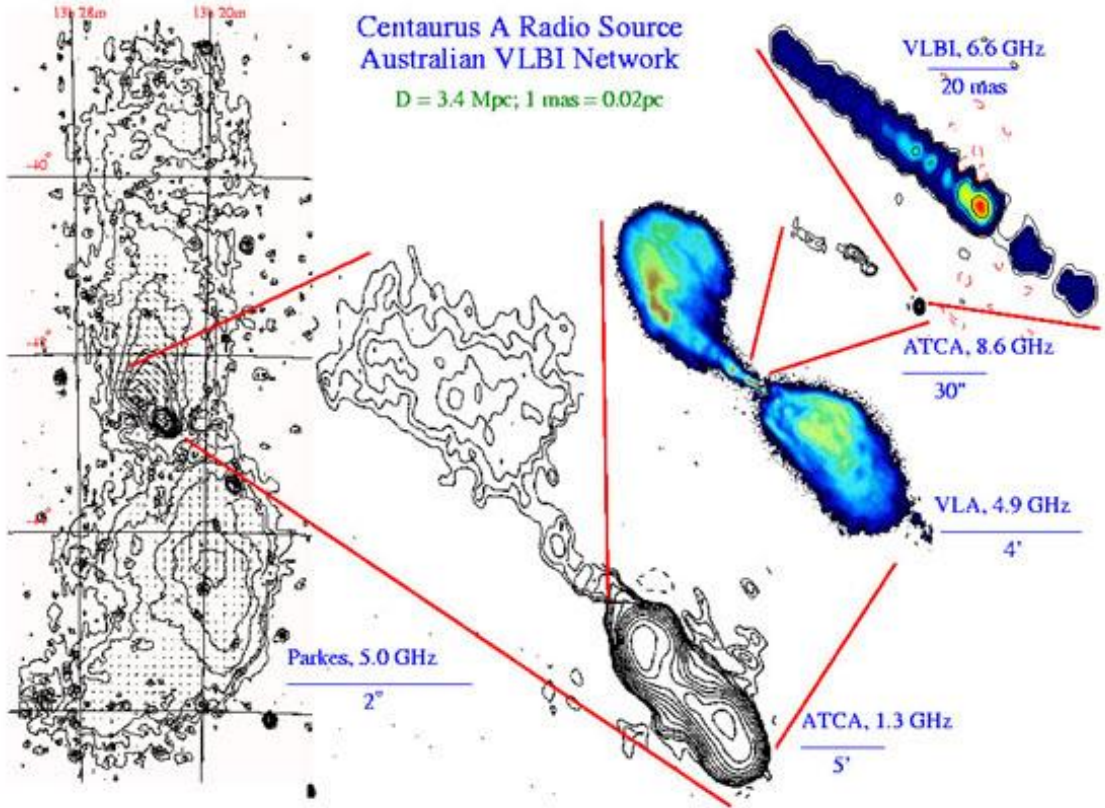 13h 28m
13h 20m
Centaurus A Radio Source
Australian VLBI Network
D = 3.4 Mpc; 1 mas = 0.02pc
VLBI, 6.6 GHz
20 mas
-40°
ATCA, 8.6 GHz
30"
VLA, 4.9 GHz
4'
Parkes, 5.0 GHz
2°
ATCA, 1.3 GHz
5'